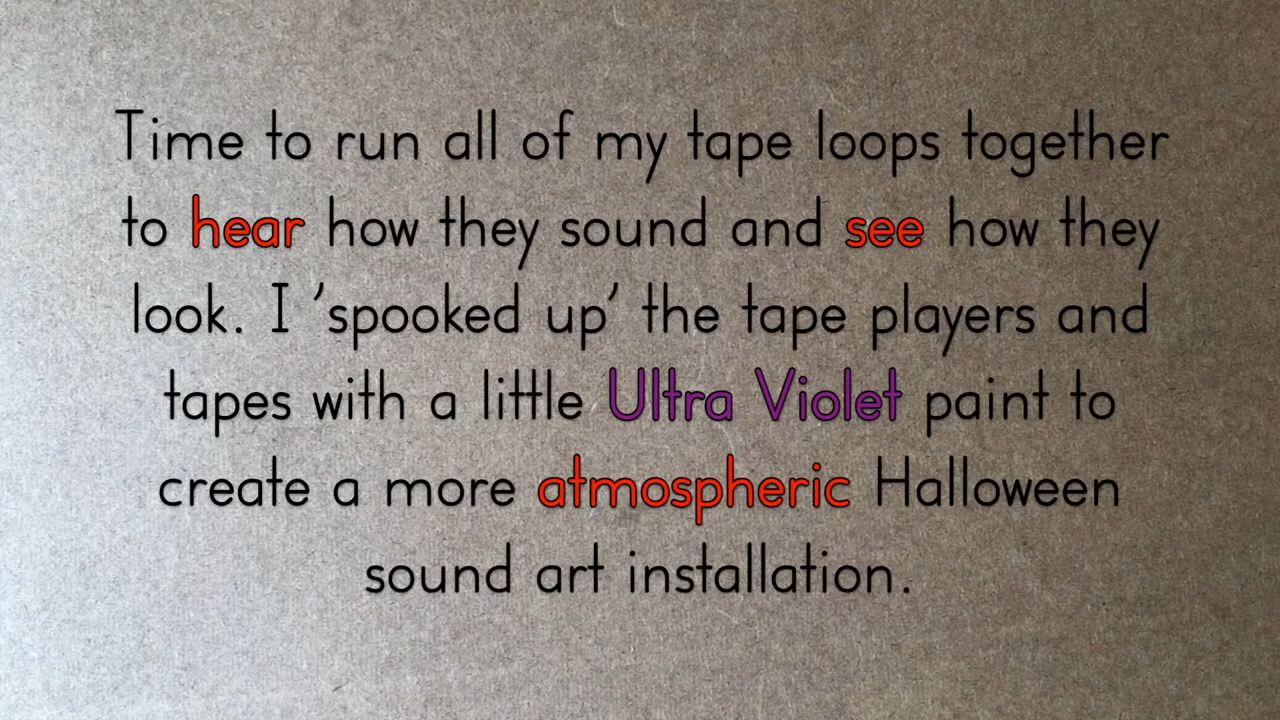 Time to run all of my tape loops together
to hear how they sound and see how they
look. I 'spooked up' the tape players and
tapes with a little Ultra Violet paint to
create a more atmospheric Halloween
sound art installation.